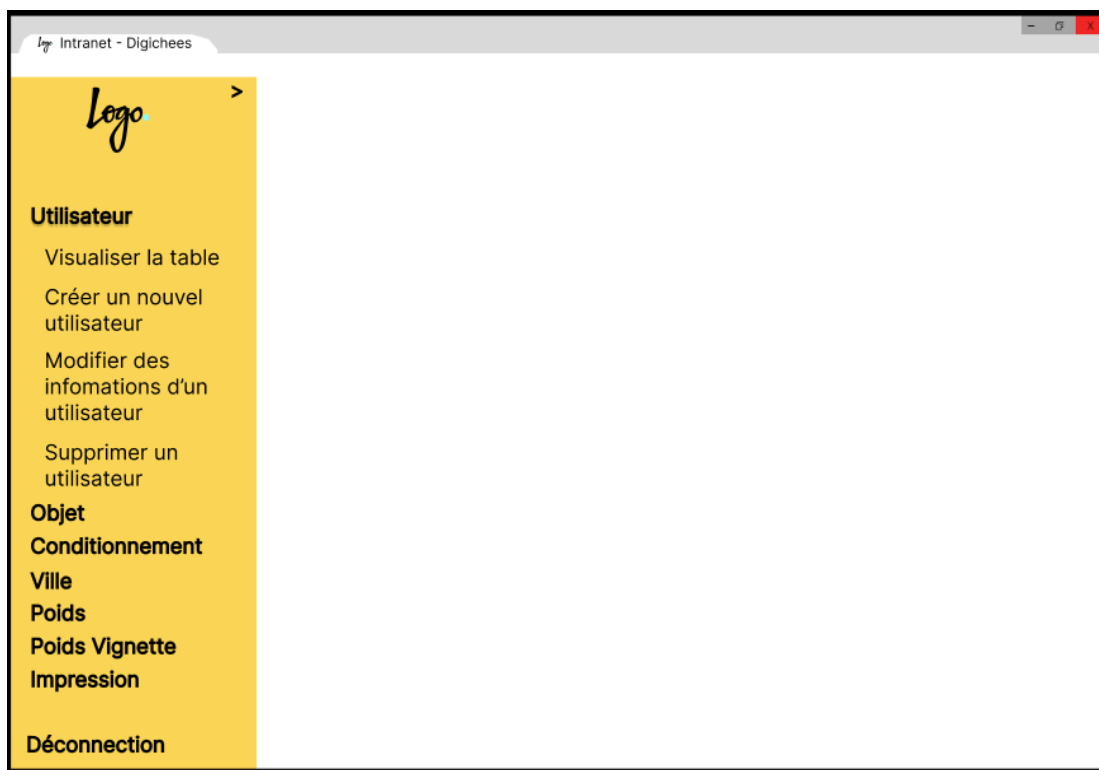 Logo Intranet - Digichees
- X
Logo.
>
Utilisateur
Visualiser la table
Créer un nouvel
utilisateur
Modifier des
infomations d’un
utilisateur
Supprimer un
utilisateur
Objet
Conditionnement
Ville
Poids
Poids Vignette
Impression
Déconnection